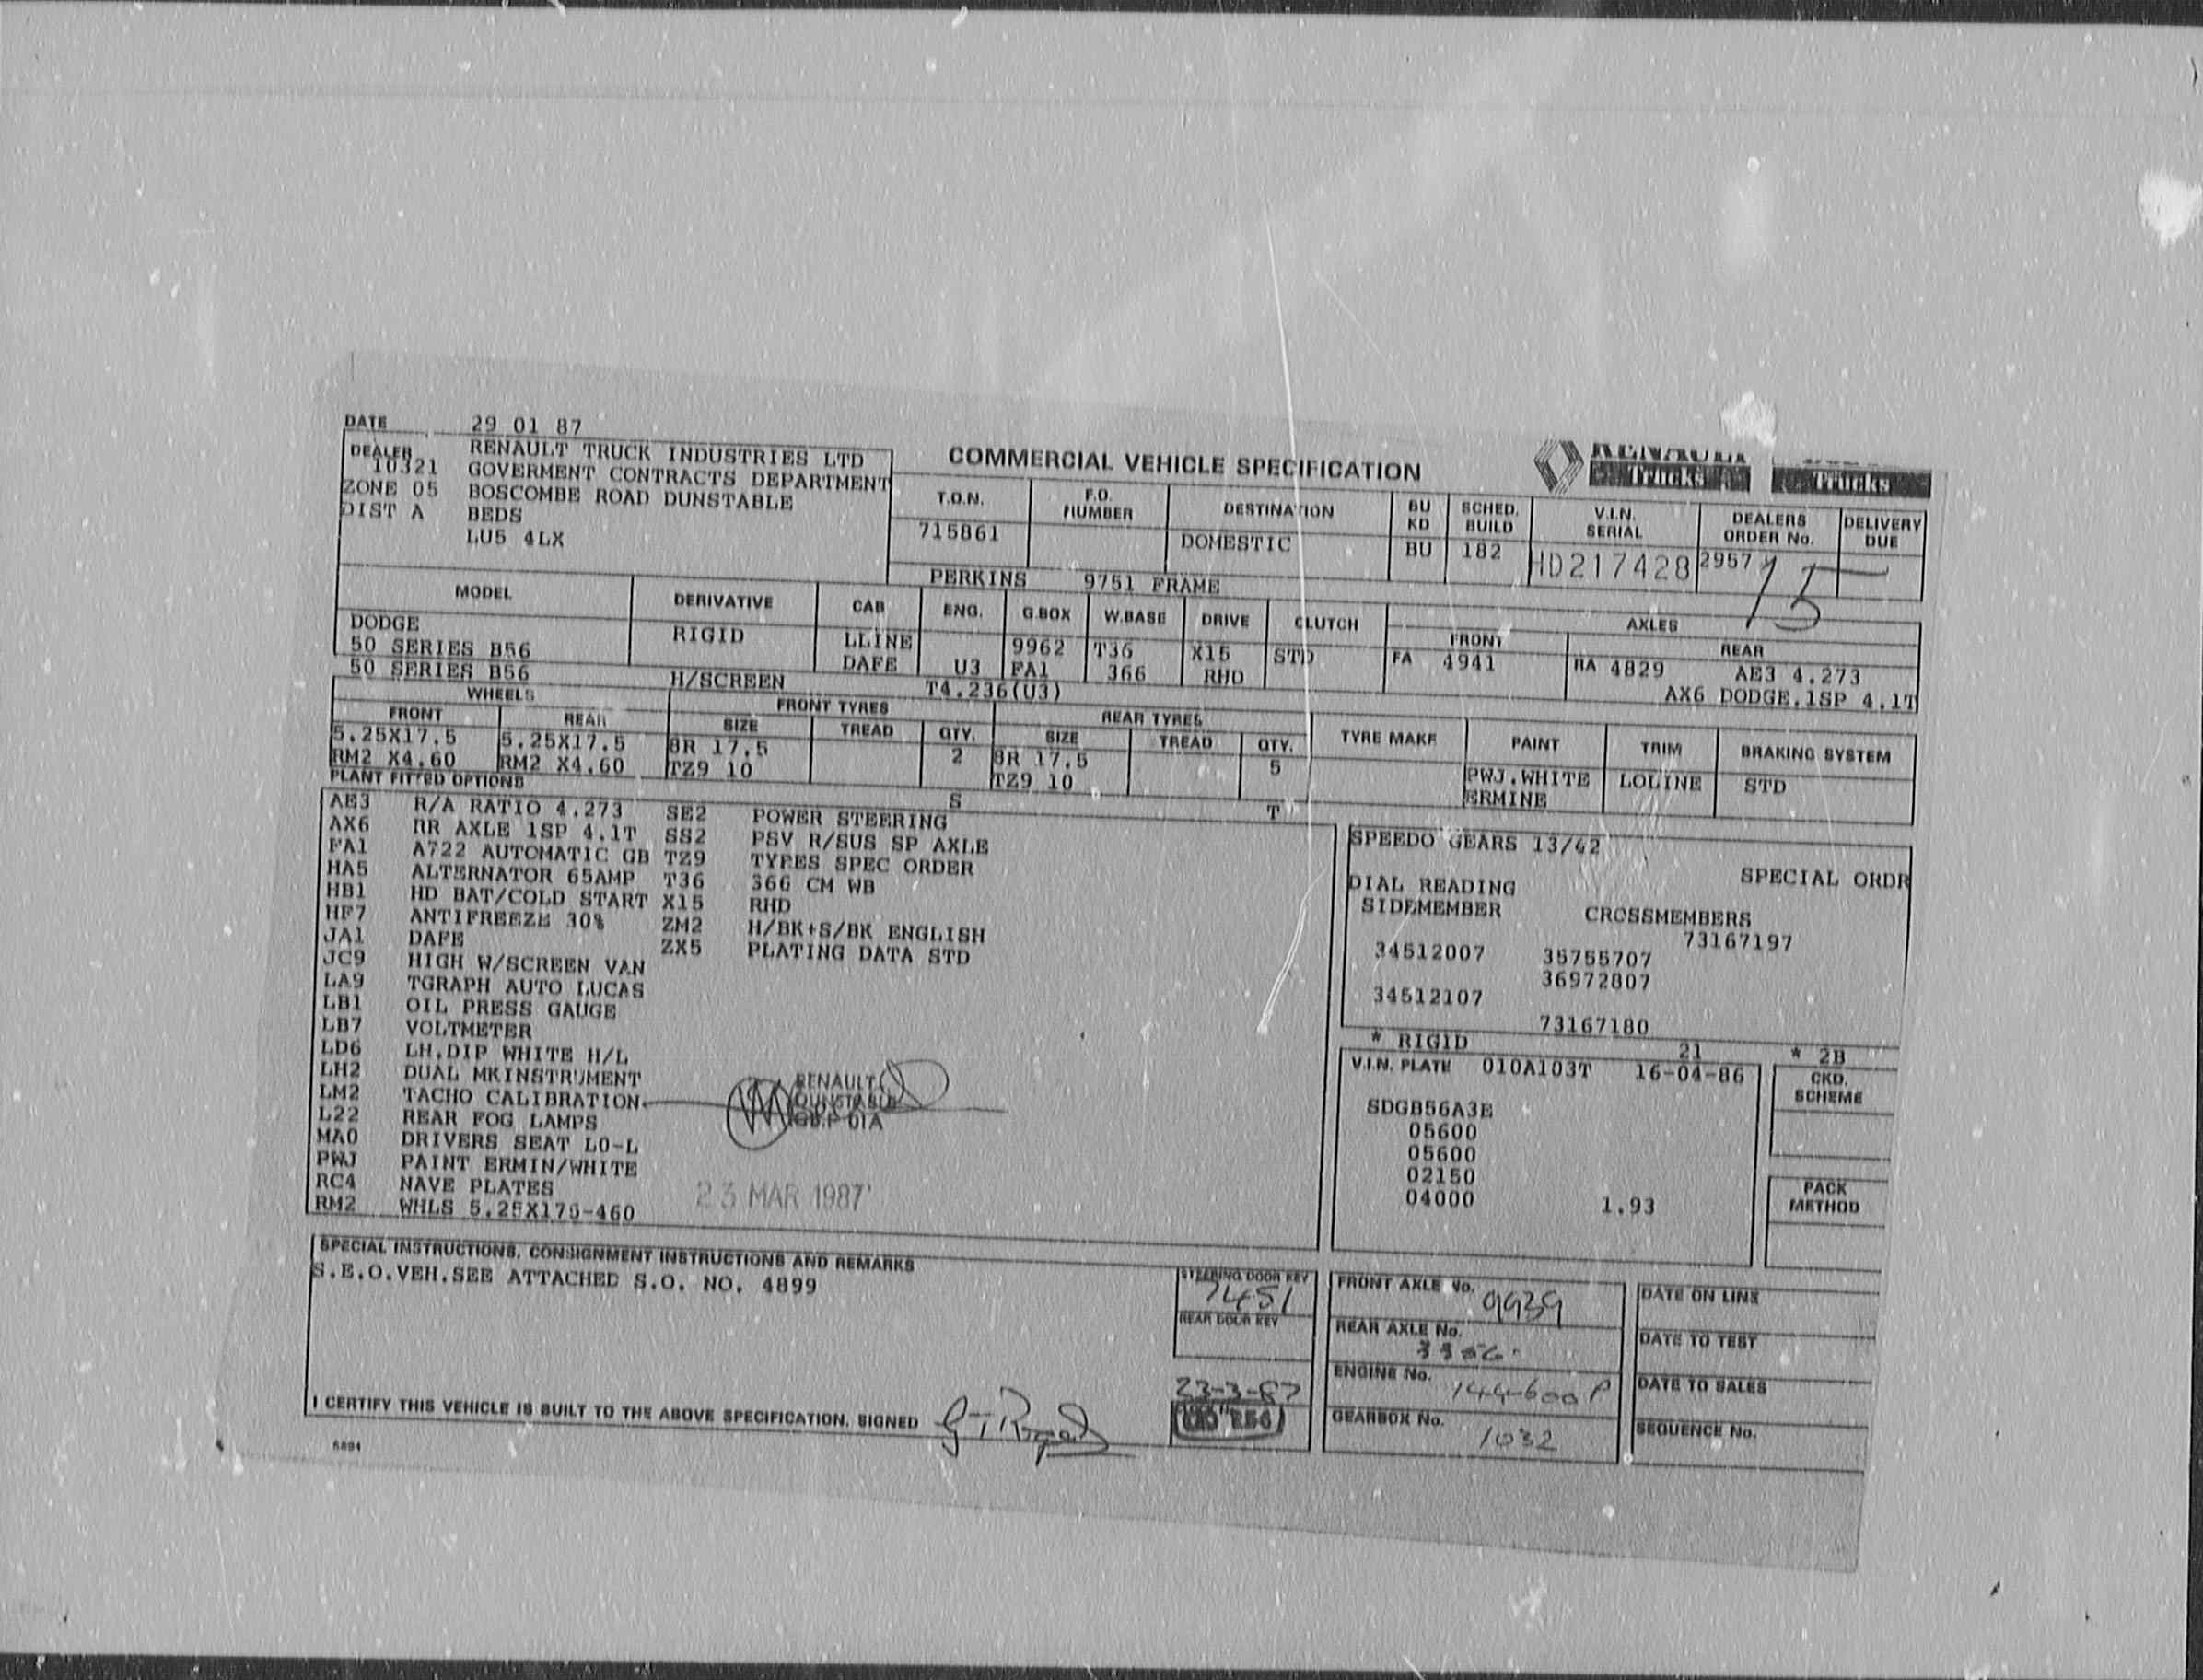 DATE 29 01 87
DEALER RENAULT TRUCK INDUSTRIES LTD
10321 GOVERMENT CONTRACTS DEPARTMENT
ZONE 05 BOSCOMBE ROAD DUNSTABLE
DIST A BEDS
LU5 4LX
COMMERCIAL VEHICLE SPECIFICATION
RENAULT
Trucks Trucks
T.O.N. F.O. NUMBER DESTINATION BU KD SCHED. BUILD V.I.N. SERIAL DEALERS ORDER No. DELIVERY DUE
715861 DOMESTIC BU 182 HD217428 2957
15
PERKINS 9751 FRAME
MODEL DERIVATIVE CAB ENG. G.BOX W.BASE DRIVE CLUTCH AXLES
FRONT REAR
DODGE
50 SERIES B56 RIGID LLINE 9962 T36 X15 STD FA 4941 RA 4829 AE3 4.273
50 SERIES B56 DAFE U3 FA1 366 RHD AX6 DODGE.1SP 4.1T
H/SCREEN T4.236(U3)
WHEELS FRONT TYRES REAR TYRES
FRONT REAR SIZE TREAD QTY. SIZE TREAD QTY. TYRE MAKE PAINT TRIM BRAKING SYSTEM
5.25X17.5 5.25X17.5 8R 17.5 2 8R 17.5 5
RM2 X4.60 RM2 X4.60 TZ9 10 TZ9 10 PWJ.WHITE LOLINE STD
ERMINE
PLANT FITTED OPTIONS
S T
AE3 R/A RATIO 4.273 SE2 POWER STEERING
AX6 RR AXLE 1SP 4.1T SS2 PSV R/SUS SP AXLE
FA1 A722 AUTOMATIC GB TZ9 TYRES SPEC ORDER
HA5 ALTERNATOR 65AMP T36 366 CM WB
HB1 HD BAT/COLD START X15 RHD
HF7 ANTIFREEZE 30% ZM2 H/BK+S/BK ENGLISH
JA1 DAFE ZX5 PLATING DATA STD
JC9 HIGH W/SCREEN VAN
LA9 TGRAPH AUTO LUCAS
LB1 OIL PRESS GAUGE
LB7 VOLTMETER
LD6 LH.DIP WHITE H/L
LH2 DUAL MKINSTRUMENT
LM2 TACHO CALIBRATION
L22 REAR FOG LAMPS
MA0 DRIVERS SEAT LO-L
PWJ PAINT ERMIN/WHITE
RC4 NAVE PLATES
RM2 WHLS 5.25X175-460
RENAULT
DUNSTABLE
01A
23 MAR 1987
SPEEDO GEARS 13/42
SPECIAL ORDR
DIAL READING
SIDEMEMBER CROSSMEMBERS
73167197
34512007 35755707
36972807
34512107
73167180
* RIGID 21 * 2B
V.I.N. PLATE 010A103T 16-04-86 CKD. SCHEME
SDGB56A3E
05600
05600
02150
04000 1.93
PACK METHOD
SPECIAL INSTRUCTIONS, CONSIGNMENT INSTRUCTIONS AND REMARKS
S.E.O.VEH.SEE ATTACHED S.O. NO. 4899
STEERING DOOR KEY 7451
REAR DOOR KEY
23-3-87
FRONT AXLE No. 9939
REAR AXLE No. 3356
ENGINE No. 144600P
GEARBOX No. 1032
DATE ON LINE
DATE TO TEST
DATE TO SALES
SEQUENCE No.
I CERTIFY THIS VEHICLE IS BUILT TO THE ABOVE SPECIFICATION. SIGNED